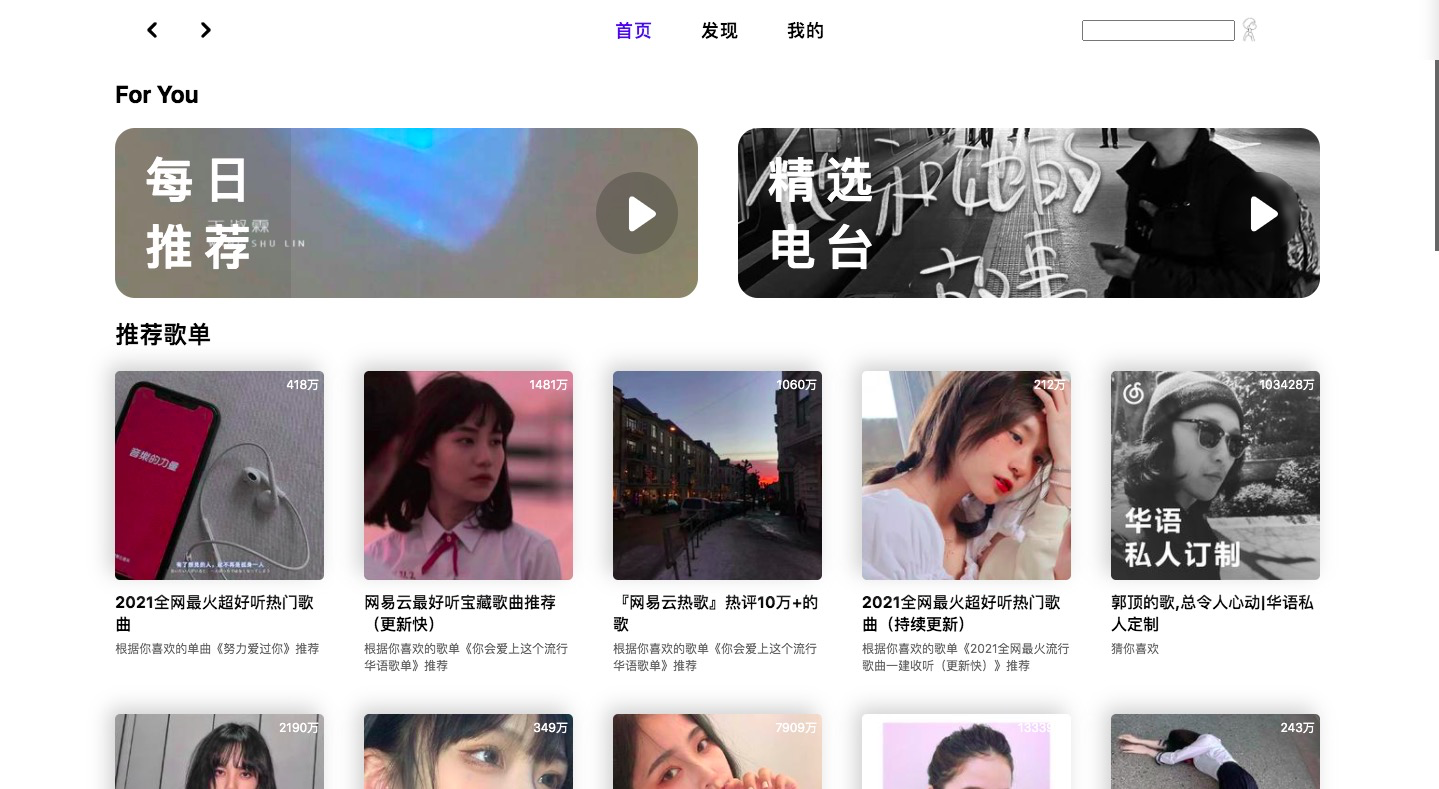 首页
发现
我的
For You
每日
推荐
SHU LIN
精选
电台
推荐歌单
418万
1481万
1060万
212万
103428万
音樂的力量
华语
私人订制
2021全网最火超好听热门歌
曲
根据你喜欢的单曲《努力爱过你》推荐
网易云最好听宝藏歌曲推荐
（更新快）
根据你喜欢的歌单《你会爱上这个流行
华语歌单》推荐
『网易云热歌』热评10万+的
歌
根据你喜欢的歌单《你会爱上这个流行
华语歌单》推荐
2021全网最火超好听热门歌
曲（持续更新）
根据你喜欢的歌单《2021全网最火流行
歌曲一建收听（更新快）》推荐
郭顶的歌,总令人心动|华语私
人定制
猜你喜欢
2190万
349万
7909万
243万